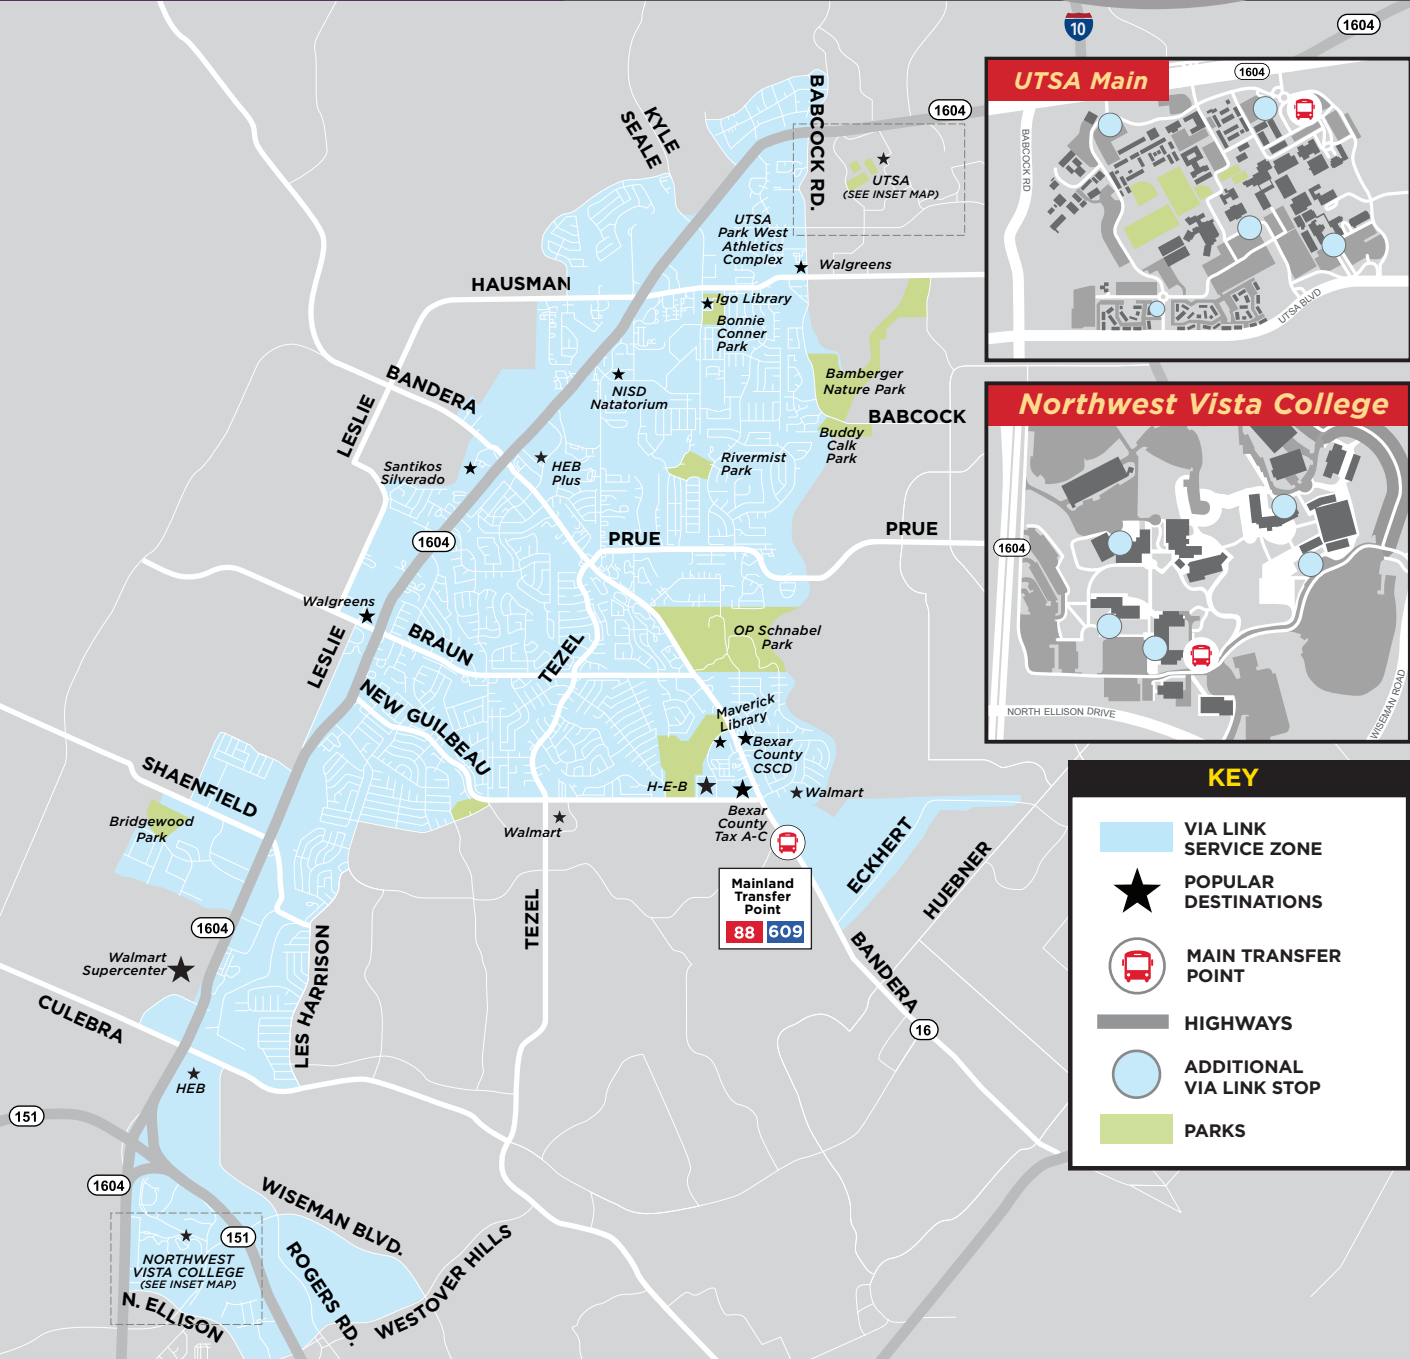 10
1604
UTSA Main
1604
BABCOCK RD
UTSA BLVD
1604
KYLE
SEALE
BABCOCK RD.
UTSA
(SEE INSET MAP)
UTSA
Park West
Athletics
Complex
Walgreens
HAUSMAN
Igo Library
Bonnie
Conner
Park
BANDERA
NISD
Natatorium
Bamberger
Nature Park
BABCOCK
LESLIE
Buddy
Calk
Park
Santikos
Silverado
HEB
Plus
Rivermist
Park
1604
PRUE
PRUE
Northwest Vista College
1604
NORTH ELLISON DRIVE
WISEMAN ROAD
Walgreens
LESLIE
BRAUN
TEZEL
OP Schnabel
Park
NEW GUILBEAU
Maverick
Library
Bexar
County
CSCD
SHAENFIELD
H-E-B
Walmart
Bridgewood
Park
Walmart
Bexar
County
Tax A-C
ECKHERT
HUEBNER
Mainland
Transfer
Point
88 609
TEZEL
1604
LES HARRISON
BANDERA
Walmart
Supercenter
CULEBRA
16
HEB
151
1604
WISEMAN BLVD.
151
NORTHWEST
VISTA COLLEGE
(SEE INSET MAP)
ROGERS RD.
WESTOVER HILLS
N. ELLISON
KEY
VIA LINK
SERVICE ZONE
POPULAR
DESTINATIONS
MAIN TRANSFER
POINT
HIGHWAYS
ADDITIONAL
VIA LINK STOP
PARKS